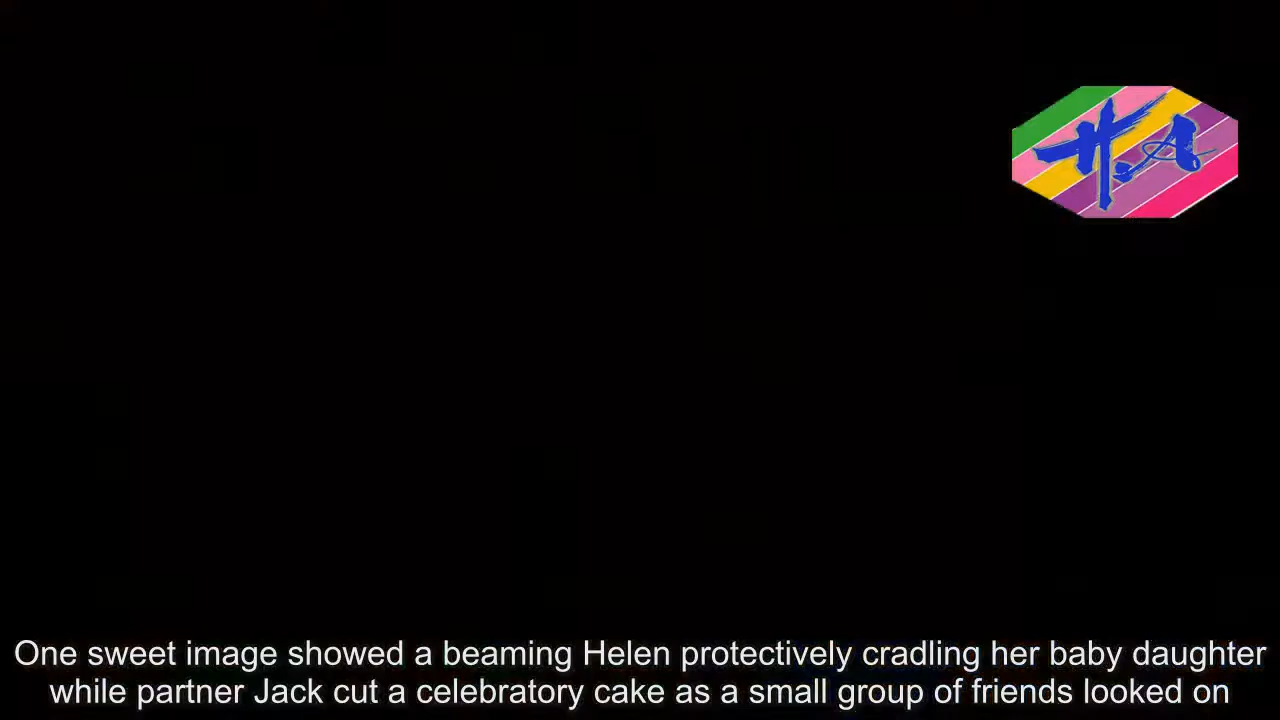 H.A
One sweet image showed a beaming Helen protectively cradling her baby daughter
while partner Jack cut a celebratory cake as a small group of friends looked on